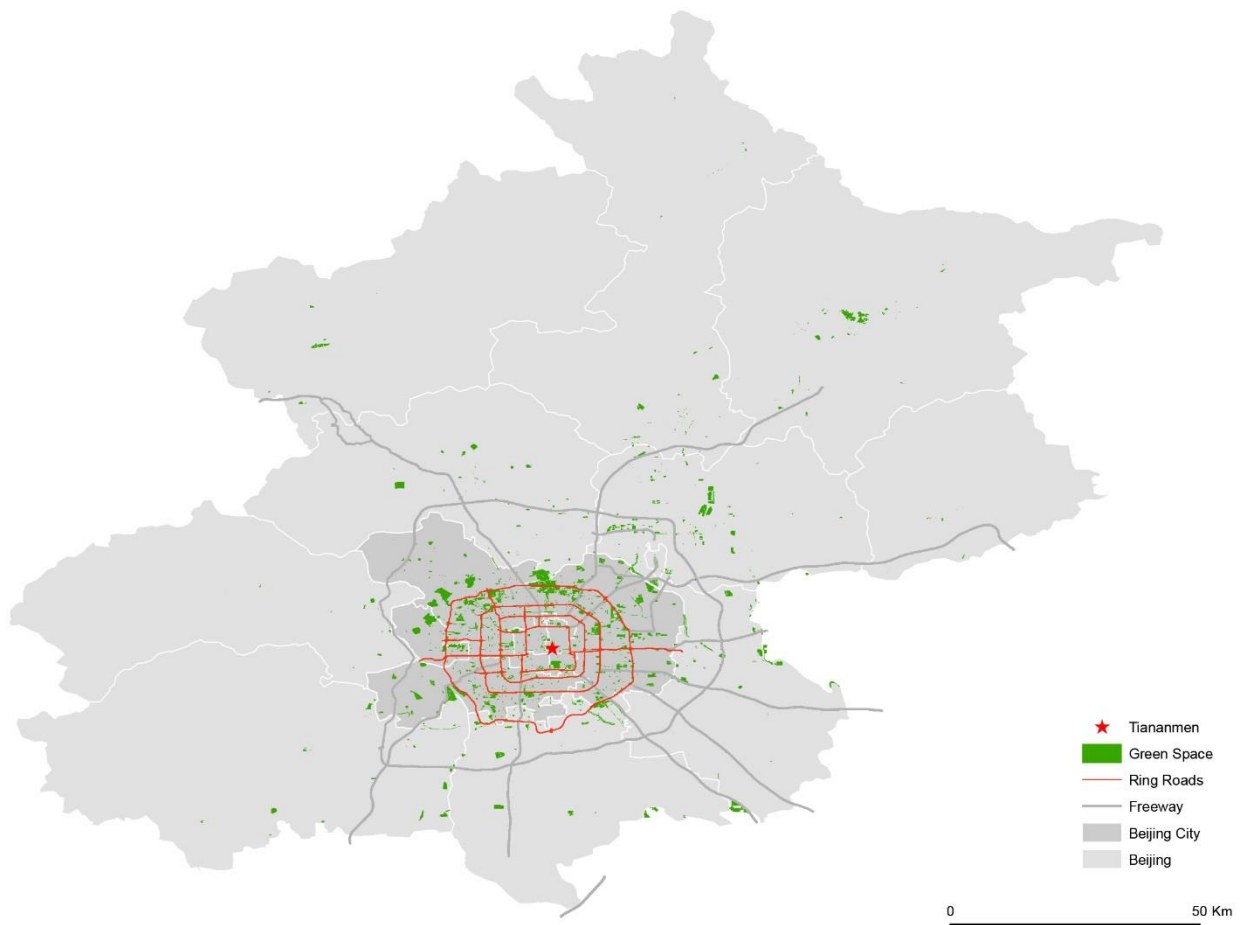 Tiananmen
Green Space
Ring Roads
Freeway
Beijing City
Beijing
0 50 Km